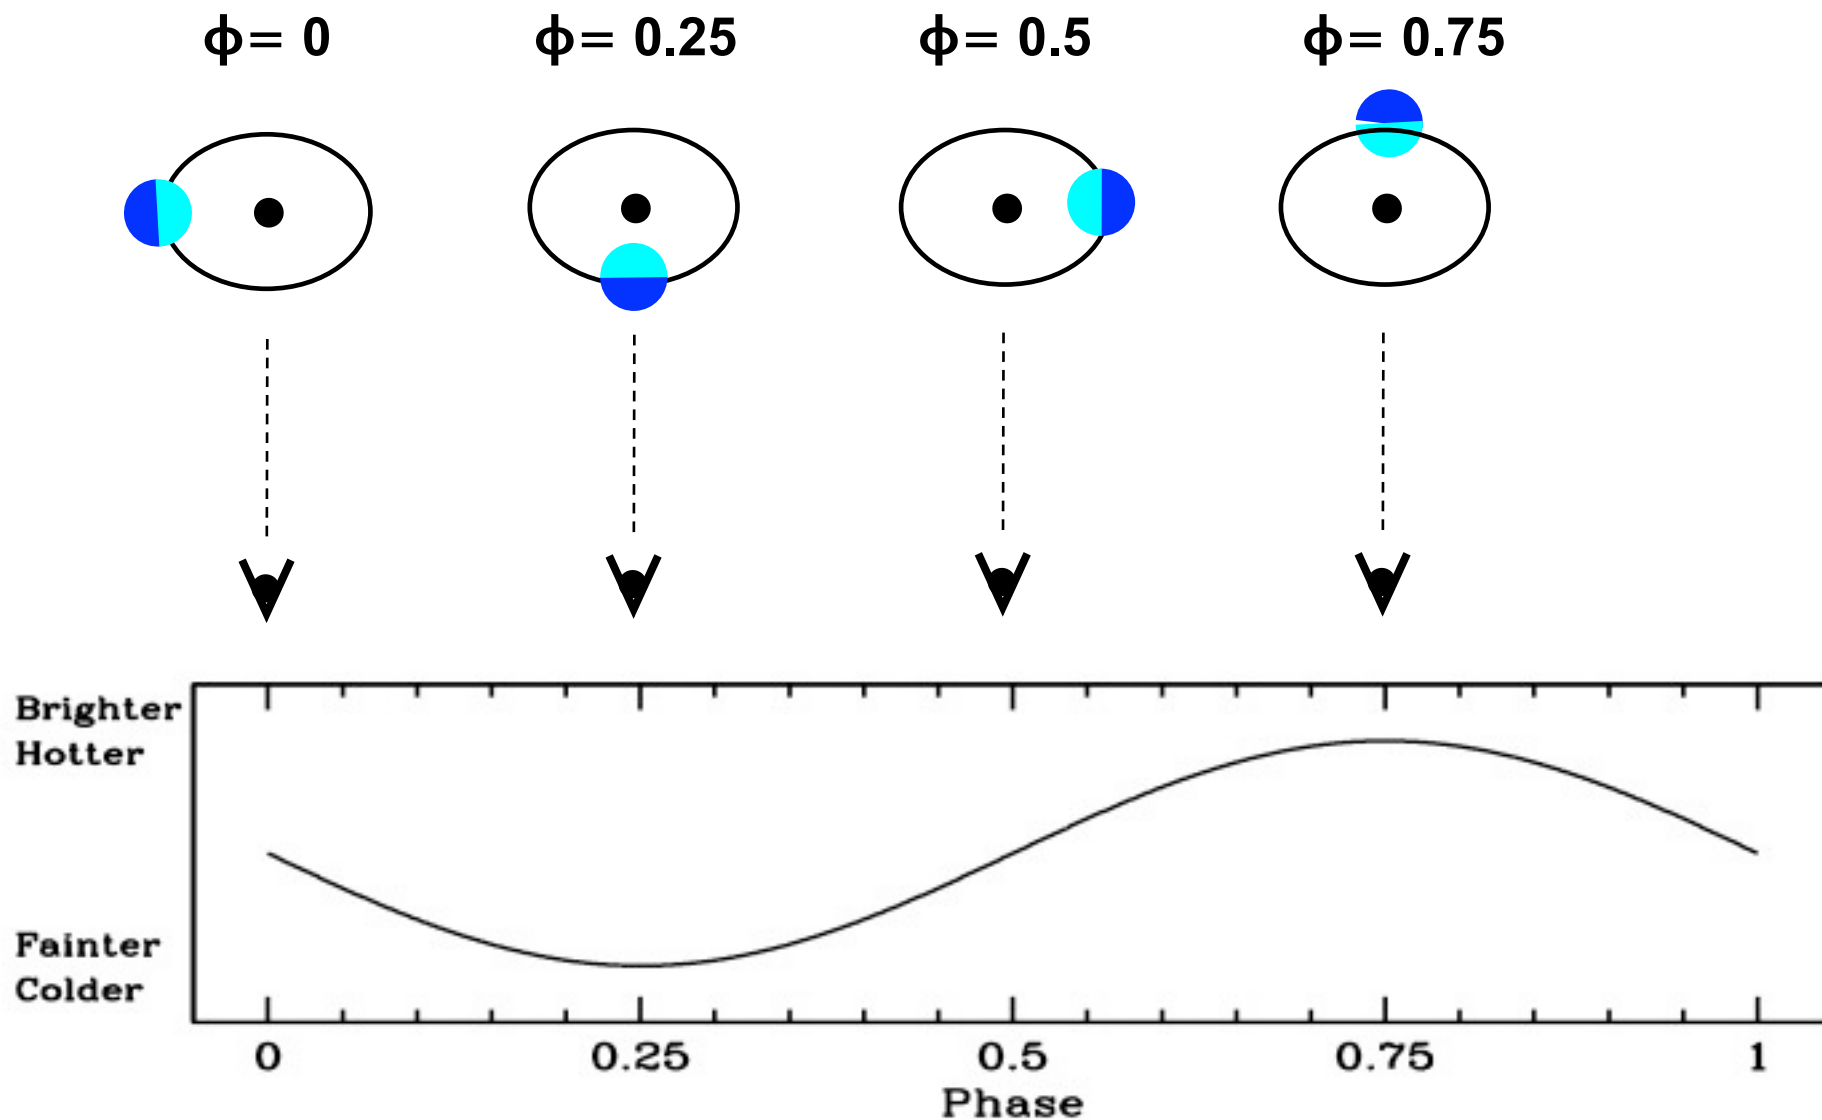 ϕ= 0
ϕ= 0.25
ϕ= 0.5
ϕ= 0.75
Brighter
Hotter
Fainter
Colder
0
0.25
0.5
0.75
1
Phase